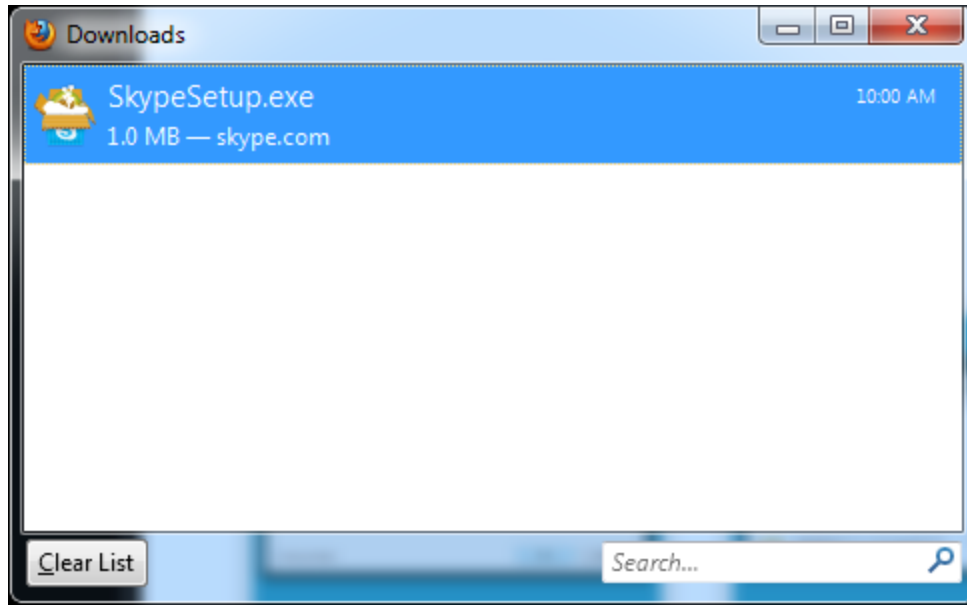 Downloads
SkypeSetup.exe
10:00 AM
1.0 MB — skype.com
Clear List
Search...